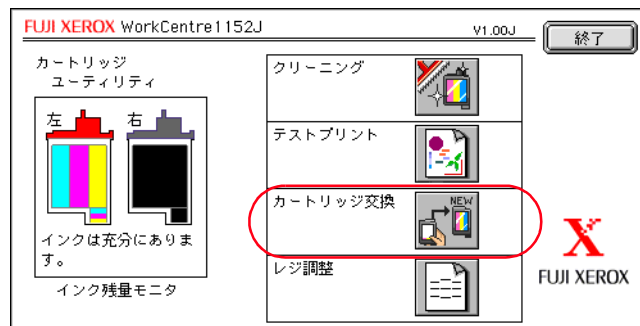 FUJI XEROX WorkCentre1152J
V1.00J
終了
カートリッジ
ユーティリティ
左 右
インクは充分にありま
す。
インク残量モニタ
クリーニング
テストプリント
カートリッジ交換
NEW
レジ調整
X
FUJI XEROX